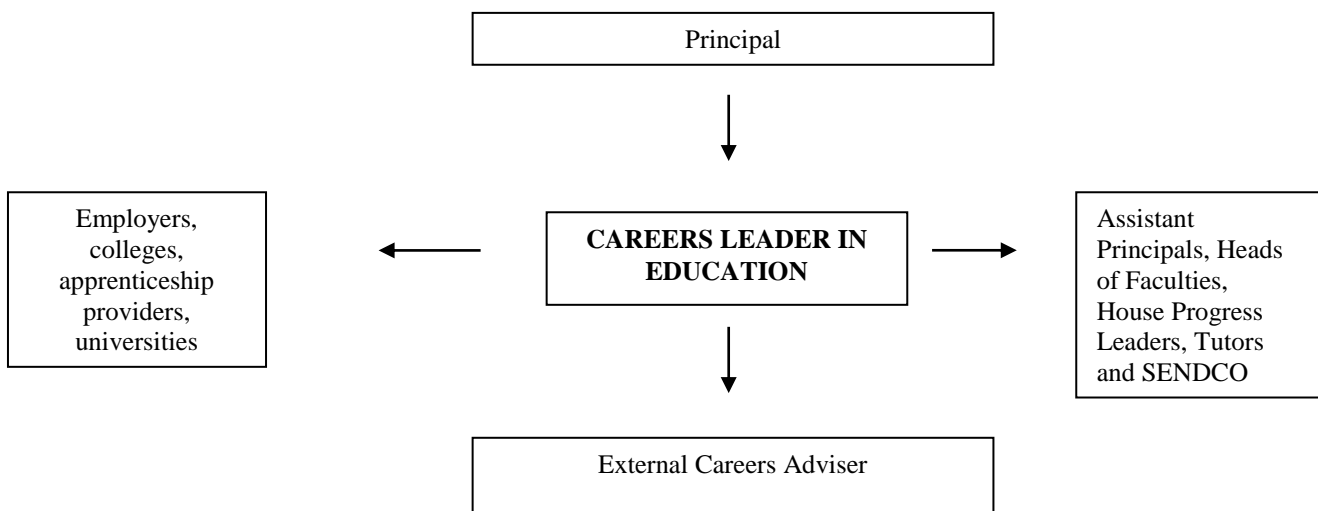 Principal
Employers,
colleges,
apprenticeship
providers,
universities
CAREERS LEADER IN
EDUCATION
Assistant
Principals, Heads
of Faculties,
House Progress
Leaders, Tutors
and SENDCO
External Careers Adviser